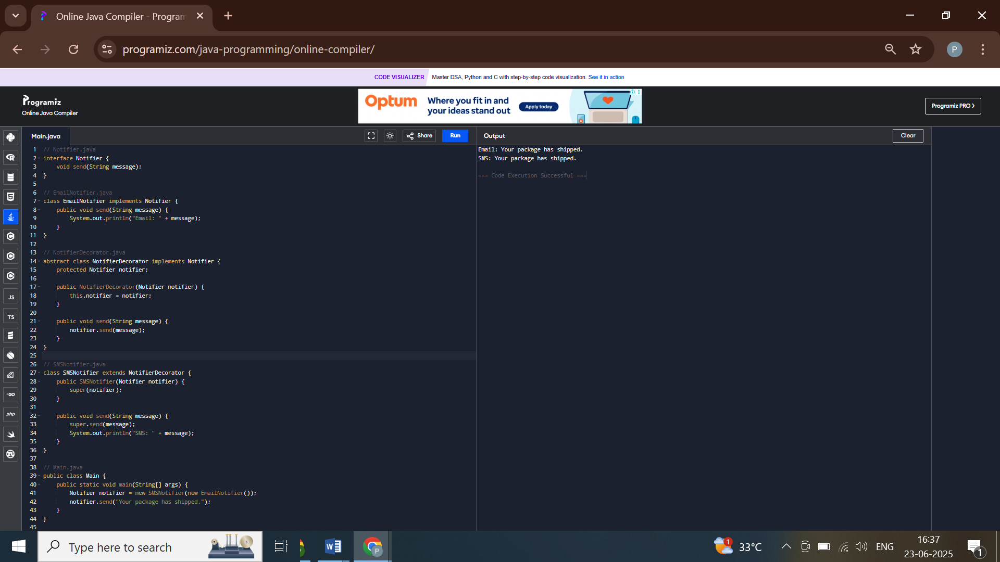 Online Java Compiler - Program
programiz.com/java-programming/online-compiler/
P
CODE VISUALIZER Master DSA, Python and C with step-by-step code visualization. See it in action
Programiz
Online Java Compiler
Optum
Where you fit in and
your ideas stand out
Apply today
Programiz PRO >
Main.java
Share
Run
Output
Clear
1 // Notifier.java
2 interface Notifier {
3 void send(String message);
4 }
5
6 // EmailNotifier.java
7 class EmailNotifier implements Notifier {
8 public void send(String message) {
9 System.out.println("Email: " + message);
10 }
11 }
12
13 // NotifierDecorator.java
14 abstract class NotifierDecorator implements Notifier {
15 protected Notifier notifier;
16
17 public NotifierDecorator(Notifier notifier) {
18 this.notifier = notifier;
19 }
20
21 public void send(String message) {
22 notifier.send(message);
23 }
24 }
25
26 // SMSNotifier.java
27 class SMSNotifier extends NotifierDecorator {
28 public SMSNotifier(Notifier notifier) {
29 super(notifier);
30 }
31
32 public void send(String message) {
33 super.send(message);
34 System.out.println("SMS: " + message);
35 }
36 }
37
38 // Main.java
39 public class Main {
40 public static void main(String[] args) {
41 Notifier notifier = new SMSNotifier(new EmailNotifier());
42 notifier.send("Your package has shipped.");
43 }
44 }
45
Email: Your package has shipped.
SMS: Your package has shipped.
=== Code Execution Successful ===
JS
TS
GO
php
Type here to search
W
P
1
33°C
ENG
16:37
23-06-2025
1